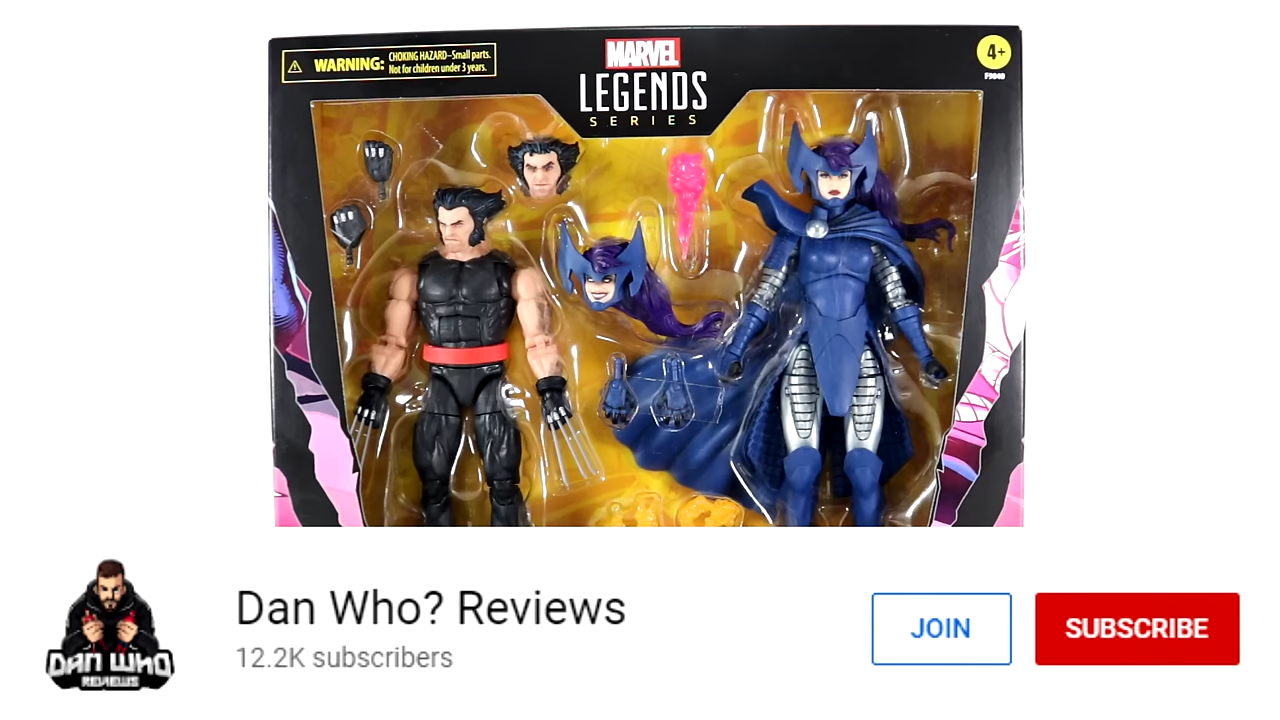 WARNING:
CHOKING HAZARD–Small parts.
Not for children under 3 years.
MARVEL
LEGENDS
SERIES
4+
F9040
Dan Who? Reviews
12.2K subscribers
JOIN
SUBSCRIBE
DAN WHO
REVIEWS